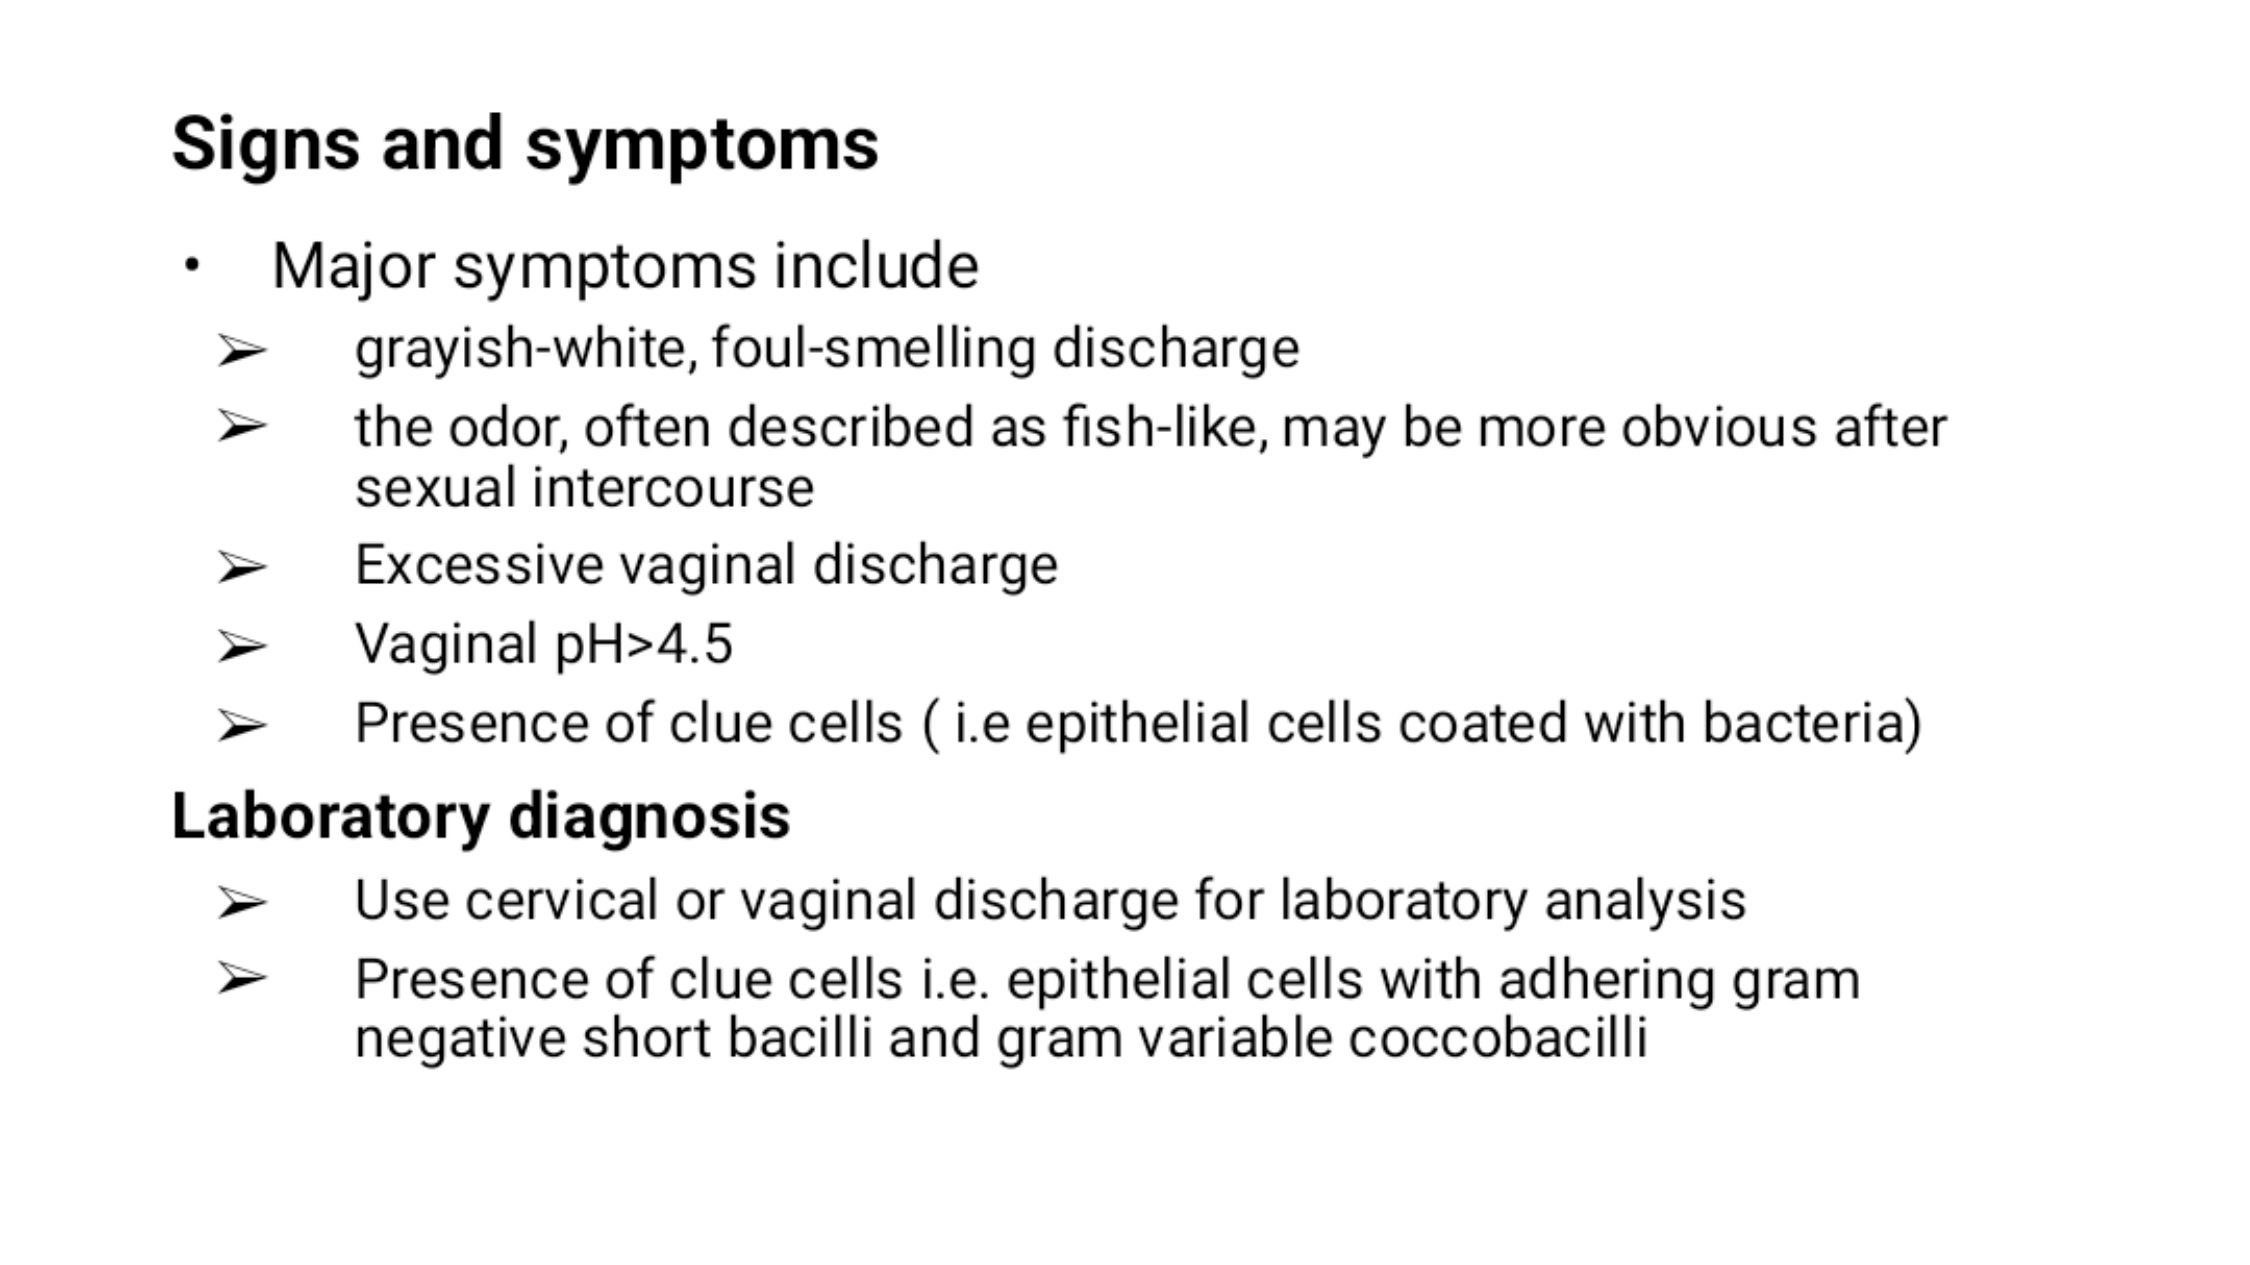 Signs and symptoms
• Major symptoms include
➢ grayish-white, foul-smelling discharge
➢ the odor, often described as fish-like, may be more obvious after
sexual intercourse
➢ Excessive vaginal discharge
➢ Vaginal pH>4.5
➢ Presence of clue cells ( i.e epithelial cells coated with bacteria)
Laboratory diagnosis
➢ Use cervical or vaginal discharge for laboratory analysis
➢ Presence of clue cells i.e. epithelial cells with adhering gram
negative short bacilli and gram variable coccobacilli